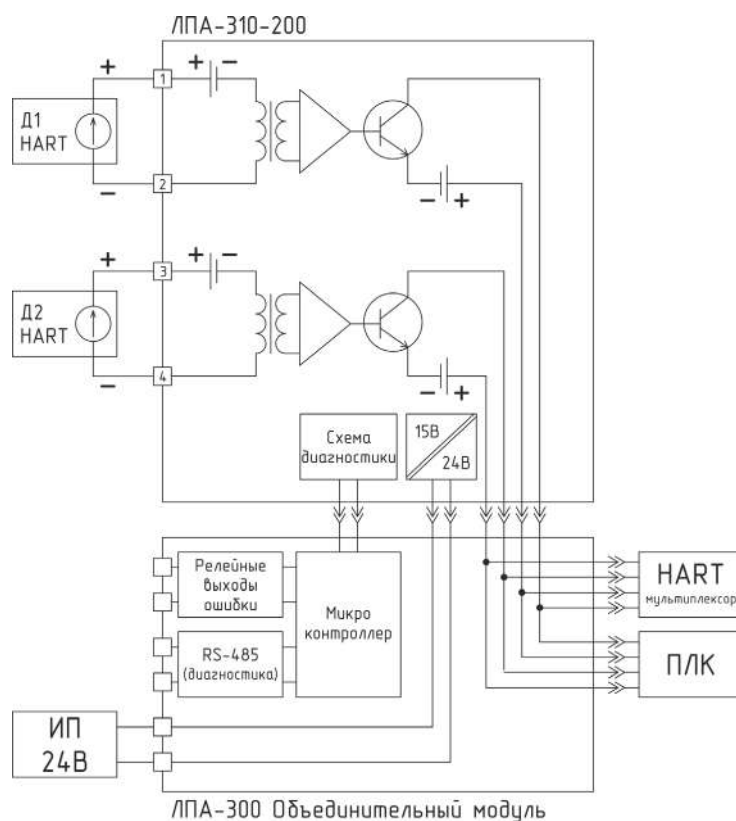 ЛПА-310-200
+
1
+ -
Д1
HART
-
2
- +
+
3
+ -
Д2
HART
-
4
- +
Схема
диагностики
15В
24В
Релейные
выходы
ошибки
Микро
контроллер
RS-485
(диагностика)
HART
мультиплексор
ПЛК
ИП
24В
ЛПА-300 Объединительный модуль